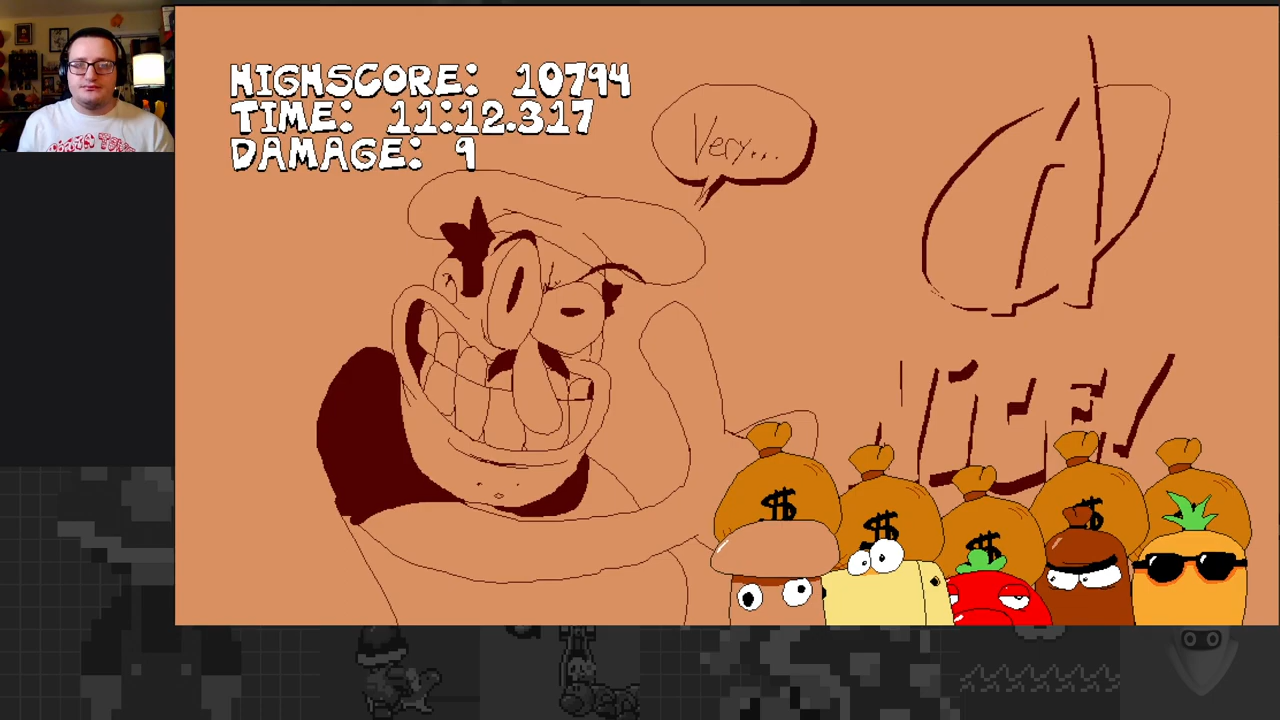 HIGHSCORE: 10794
TIME: 11:12.317
DAMAGE: 9
Very...
$ $ $ $